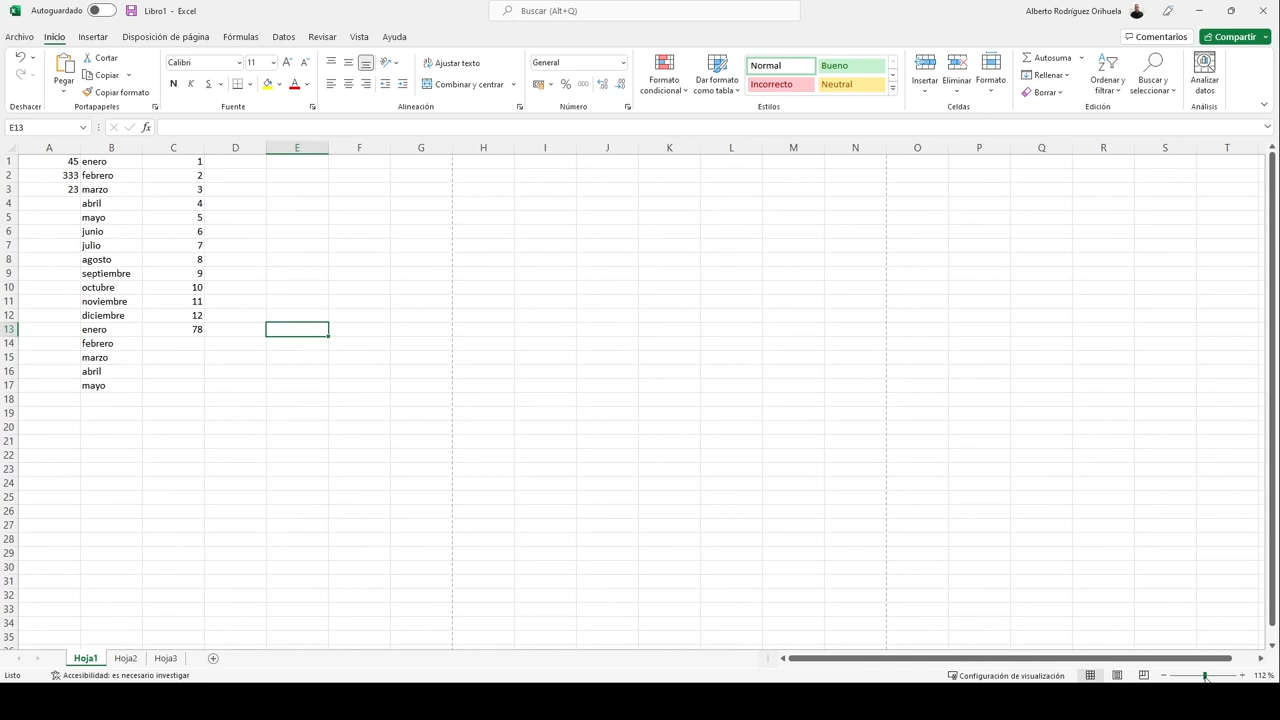 Autoguardado Libro1 - Excel Buscar (Alt+Q) Alberto Rodríguez Orihuela
Archivo Inicio Insertar Disposición de página Fórmulas Datos Revisar Vista Ayuda Comentarios Compartir
Pegar Cortar Copiar Copiar formato
Calibri 11
N K S
Ajustar texto
Combinar y centrar
General
% 000
Formato condicional
Dar formato como tabla
Normal Bueno
Incorrecto Neutral
Insertar Eliminar Formato
Autosuma
Rellenar
Borrar
Ordenar y filtrar
Buscar y seleccionar
Analizar datos
Deshacer Portapapeles Fuente Alineación Número Estilos Celdas Edición Análisis
E13 fx
A B C D E F G H I J K L M N O P Q R S T
1 45 enero 1
2 333 febrero 2
3 23 marzo 3
4 abril 4
5 mayo 5
6 junio 6
7 julio 7
8 agosto 8
9 septiembre 9
10 octubre 10
11 noviembre 11
12 diciembre 12
13 enero 78
14 febrero
15 marzo
16 abril
17 mayo
18
19
20
21
22
23
24
25
26
27
28
29
30
31
32
33
34
35
Hoja1 Hoja2 Hoja3
Listo Accesibilidad: es necesario investigar Configuración de visualización 112 %